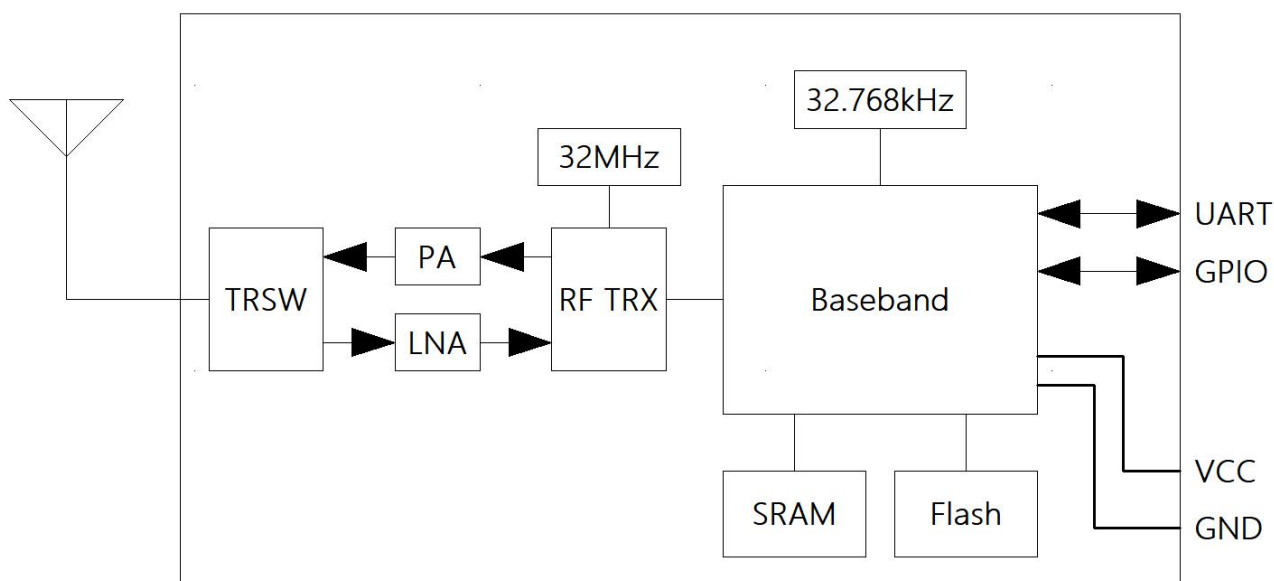 32.768kHz
32MHz
UART
PA
GPIO
TRSW
RF TRX
Baseband
LNA
VCC
SRAM
Flash
GND